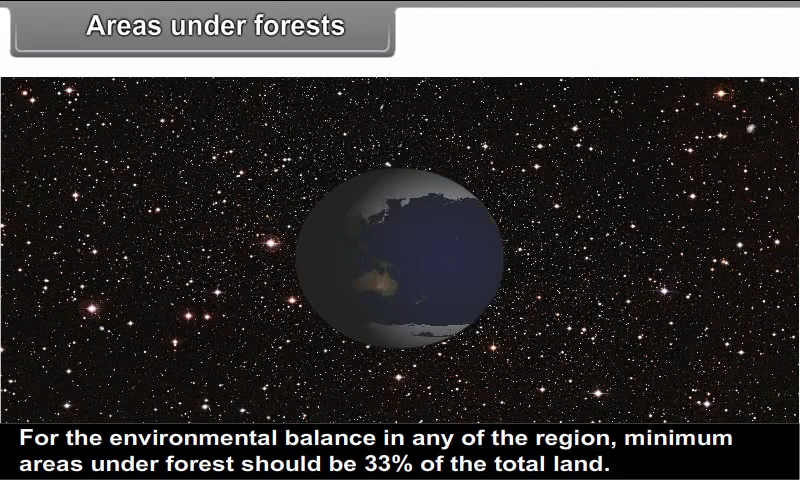 Areas under forests
For the environmental balance in any of the region, minimum
areas under forest should be 33% of the total land.